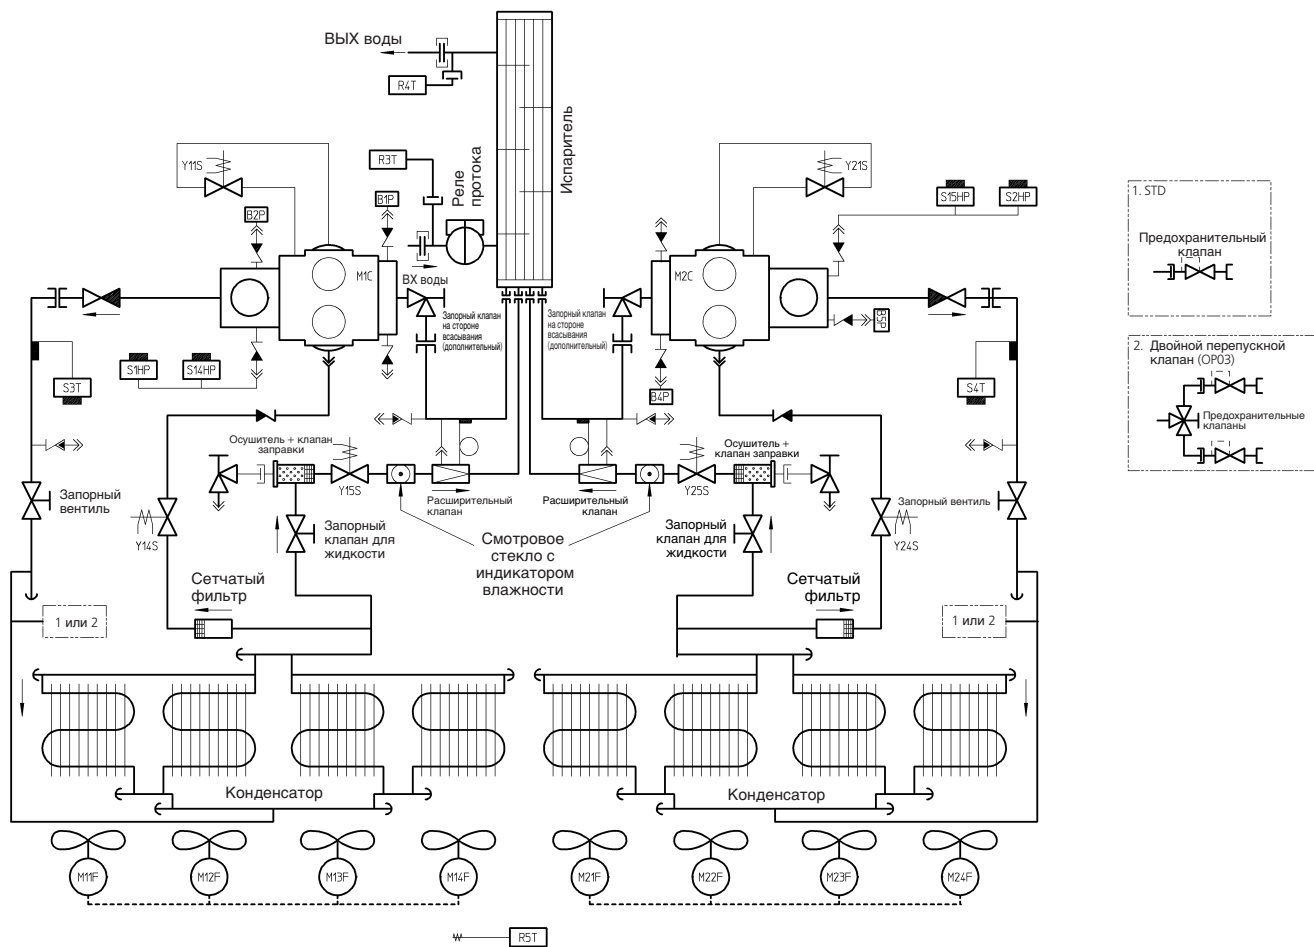 ВЫХ воды
R4T
Испаритель
R3T
Реле
протока
Y11S
Y21S
B2P
B1P
S15HP
S2HP
1. STD
Предохранительный
клапан
M1C
M2C
ВХ воды
Запорный клапан
на стороне
всасывания
(дополнительный)
Запорный клапан
на стороне
всасывания
(дополнительный)
B5P
2. Двойной перепускной
клапан (OP03)
Предохранительные
клапаны
S1HP
S14HP
S3T
S4T
B4P
Осушитель + клапан
заправки
Осушитель +
клапан заправки
Y15S
Y25S
Расширительный
клапан
Расширительный
клапан
Запорный
вентиль
Запорный вентиль
Y14S
Y24S
Запорный
клапан для
жидкости
Смотровое
стекло с
индикатором
влажности
Запорный
клапан для
жидкости
Сетчатый
фильтр
Сетчатый
фильтр
1 или 2
1 или 2
Конденсатор
Конденсатор
M11F
M12F
M13F
M14F
M21F
M22F
M23F
M24F
R5T